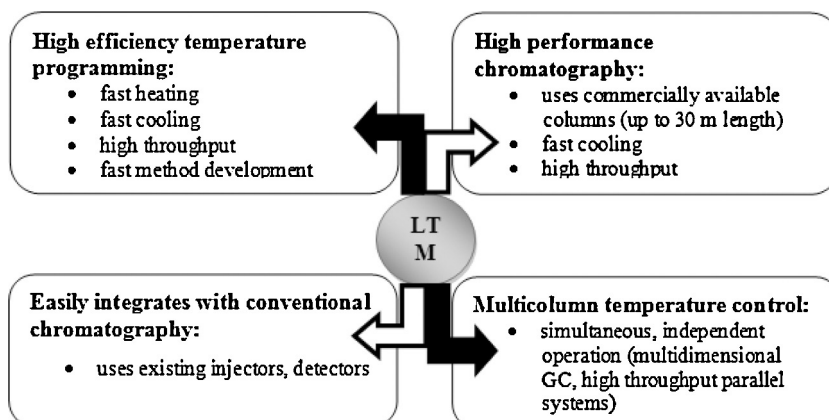 High efficiency temperature
programming:
• fast heating
• fast cooling
• high throughput
• fast method development
High performance
chromatography:
• uses commercially available
columns (up to 30 m length)
• fast cooling
• high throughput
LT
M
Easily integrates with conventional
chromatography:
• uses existing injectors, detectors
Multicolumn temperature control:
• simultaneous, independent
operation (multidimensional
GC, high throughput parallel
systems)